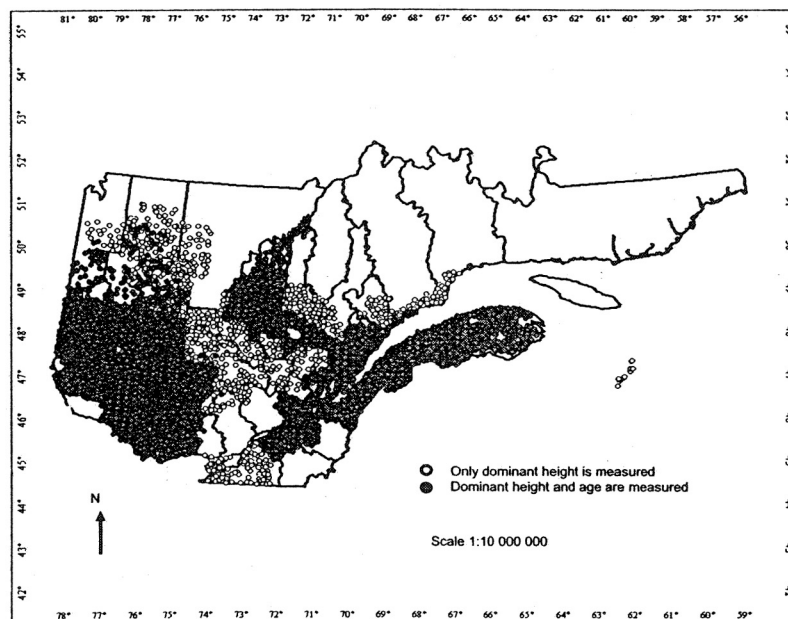 81° 80° 79° 78° 77° 76° 75° 74° 73° 72° 71° 70° 69° 68° 67° 66° 65° 64° 63° 62° 61° 60° 59° 58° 57° 56°
55°
54°
53°
52°
51°
50°
49°
48°
47°
46°
45°
44°
43°
42°
Only dominant height is measured
Dominant height and age are measured
N
Scale 1:10 000 000
78° 77° 76° 75° 74° 73° 72° 71° 70° 69° 68° 67° 66° 65° 64° 63° 62° 61° 60° 59°